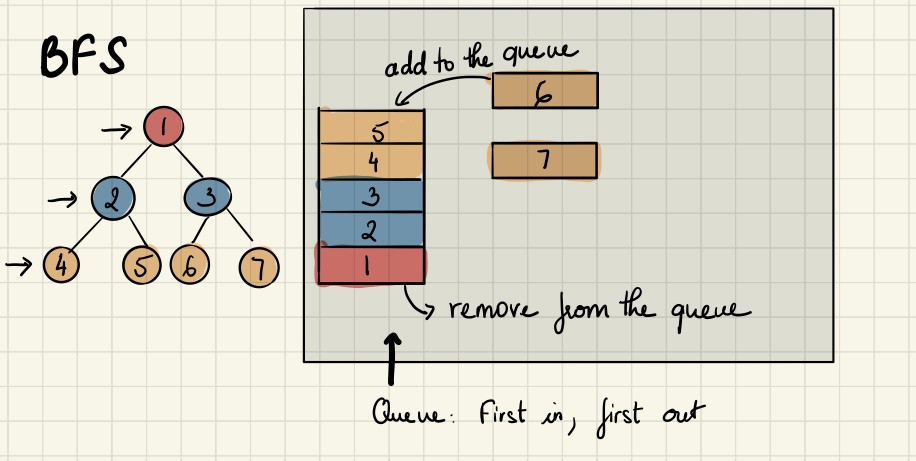 BFS
1
2 3
4 5 6 7
add to the queue
6
7
5
4
3
2
1
remove from the queue
Queue: First in, first out